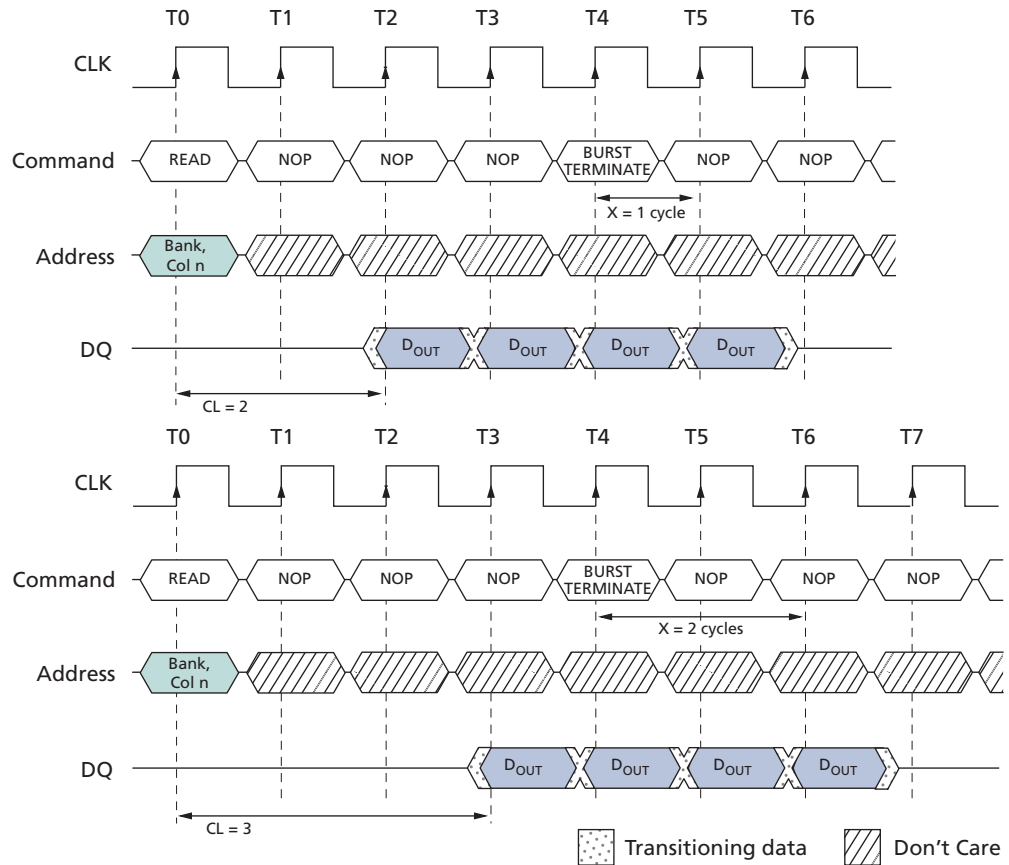 T0 T1 T2 T3 T4 T5 T6
CLK
Command READ NOP NOP NOP BURST TERMINATE NOP NOP
X = 1 cycle
Address Bank, Col n
DQ DOUT DOUT DOUT DOUT
CL = 2
T0 T1 T2 T3 T4 T5 T6 T7
CLK
Command READ NOP NOP NOP BURST TERMINATE NOP NOP NOP
X = 2 cycles
Address Bank, Col n
DQ DOUT DOUT DOUT DOUT
CL = 3
Transitioning data Don't Care